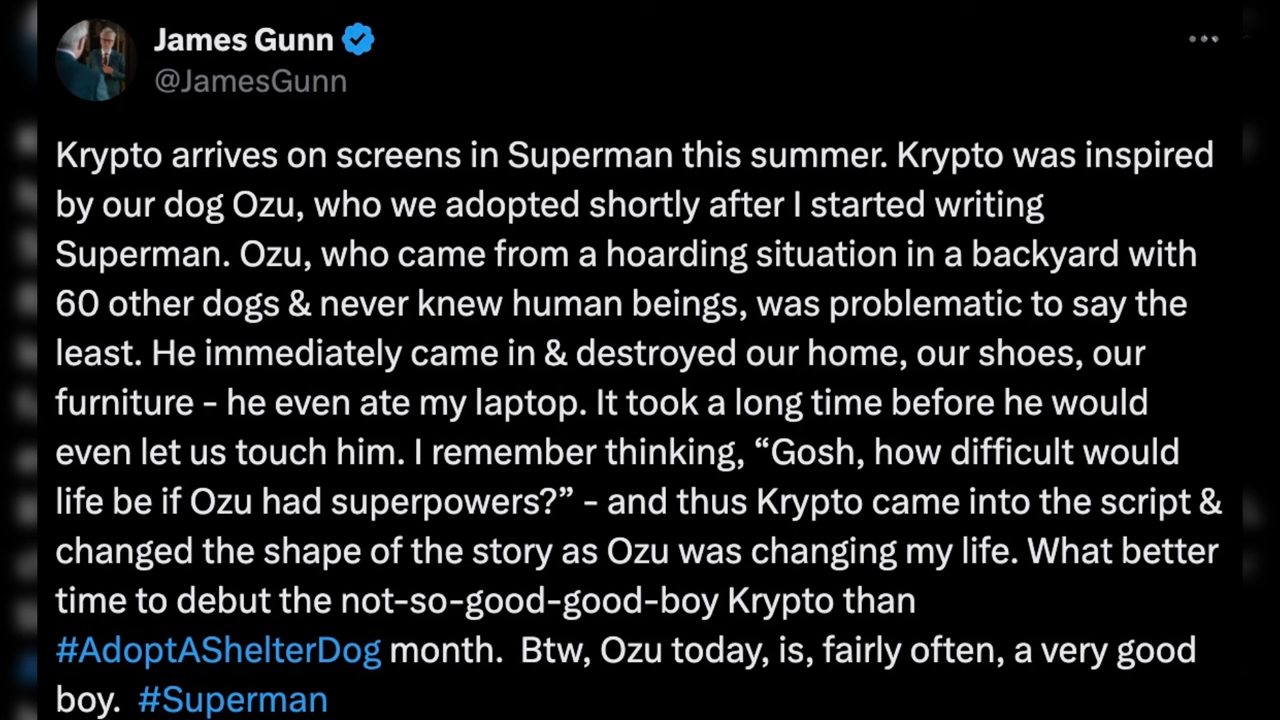 James Gunn
@JamesGunn
Krypto arrives on screens in Superman this summer. Krypto was inspired
by our dog Ozu, who we adopted shortly after I started writing
Superman. Ozu, who came from a hoarding situation in a backyard with
60 other dogs & never knew human beings, was problematic to say the
least. He immediately came in & destroyed our home, our shoes, our
furniture - he even ate my laptop. It took a long time before he would
even let us touch him. I remember thinking, “Gosh, how difficult would
life be if Ozu had superpowers?” - and thus Krypto came into the script &
changed the shape of the story as Ozu was changing my life. What better
time to debut the not-so-good-good-boy Krypto than
#AdoptAShelterDog month.  Btw, Ozu today, is, fairly often, a very good
boy.  #Superman